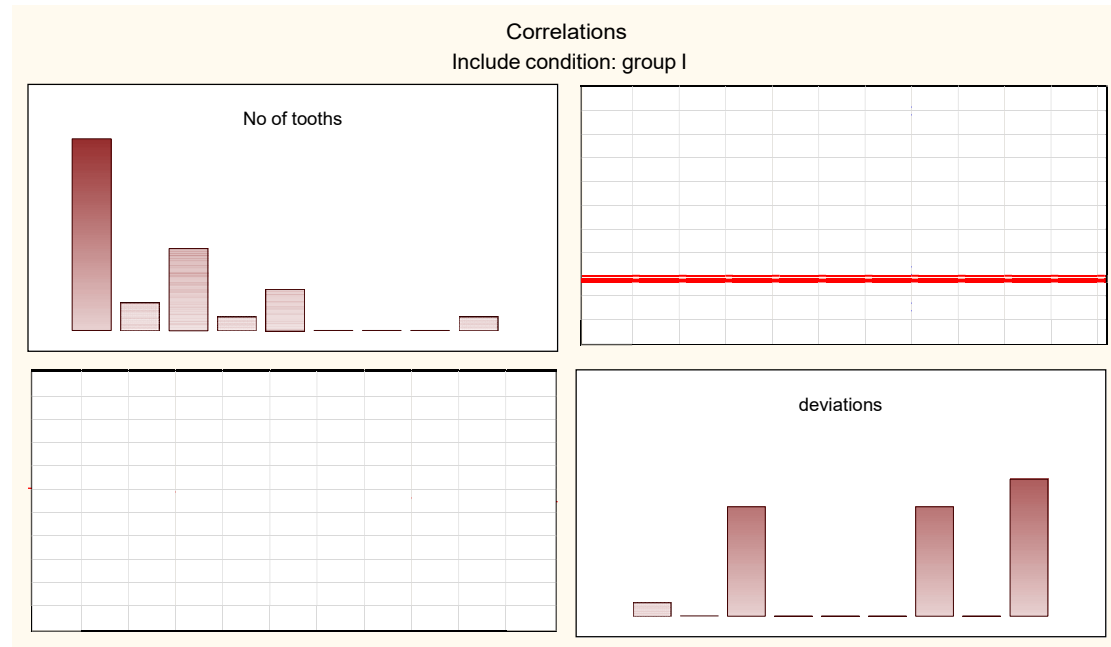 Correlations
Include condition: group I
No of tooths
deviations